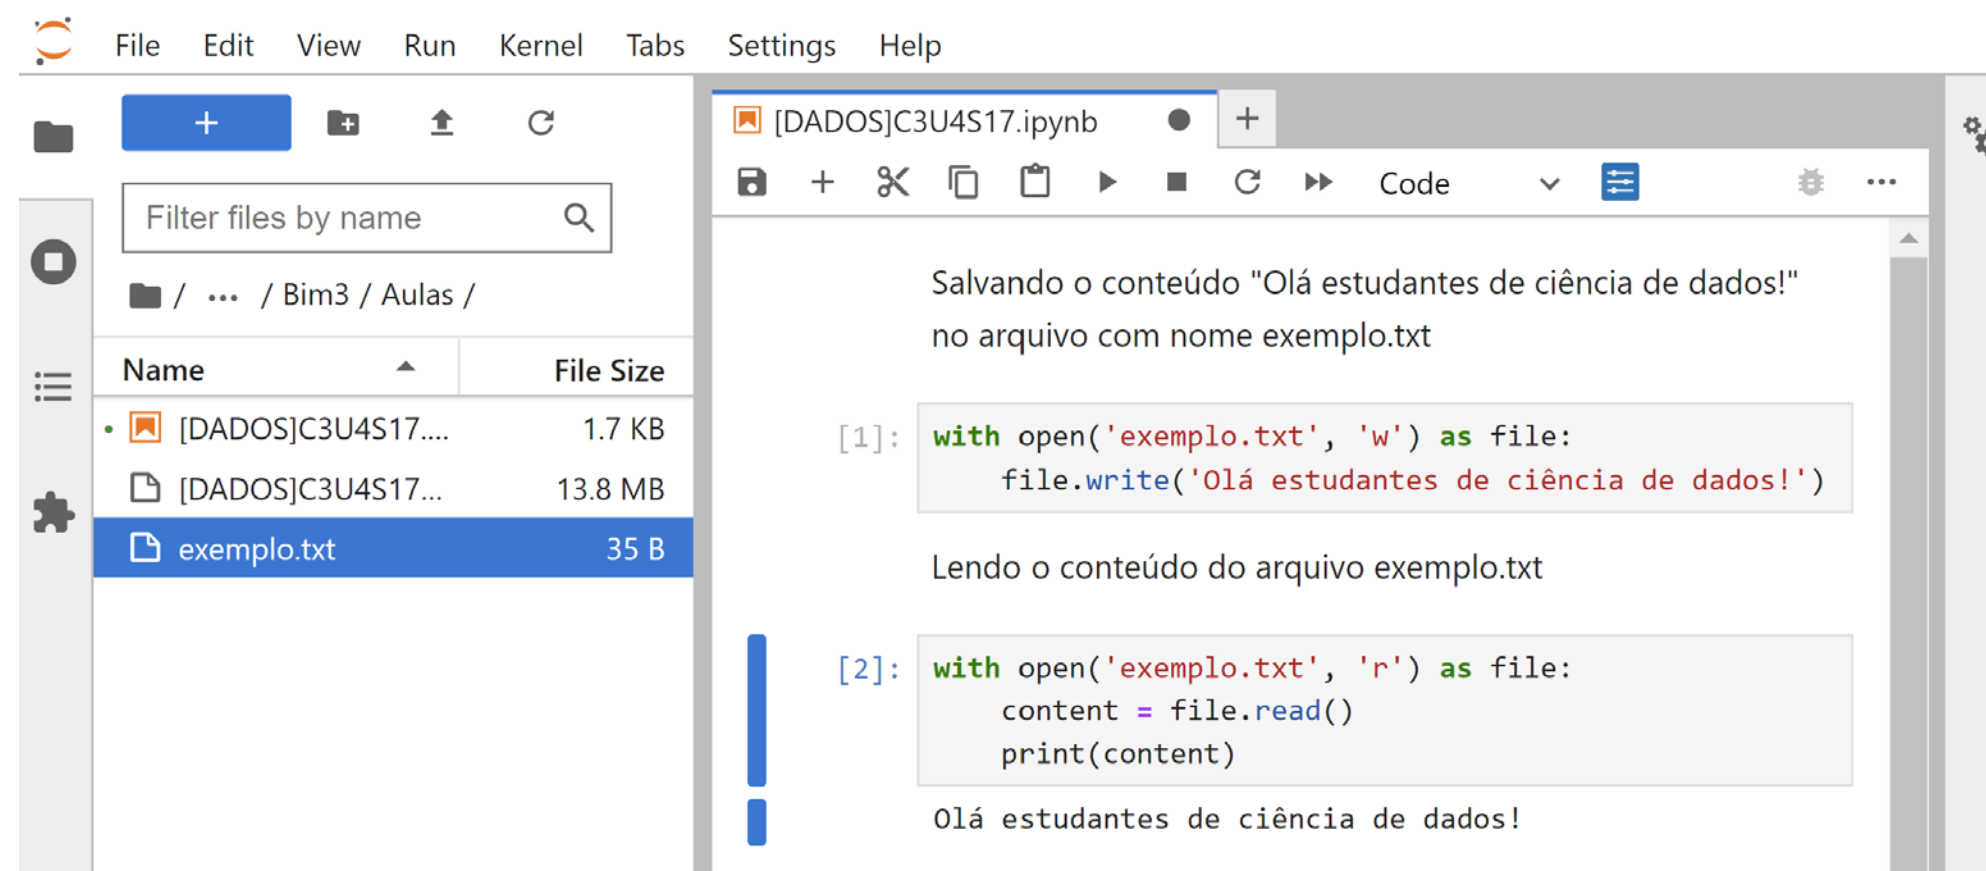 File Edit View Run Kernel Tabs Settings Help
+
Filter files by name
/ ... / Bim3 / Aulas /
Name File Size
[DADOS]C3U4S17.... 1.7 KB
[DADOS]C3U4S17... 13.8 MB
exemplo.txt 35 B
[DADOS]C3U4S17.ipynb
Code
Salvando o conteúdo "Olá estudantes de ciência de dados!"
no arquivo com nome exemplo.txt
[1]: with open('exemplo.txt', 'w') as file:
file.write('Olá estudantes de ciência de dados!')
Lendo o conteúdo do arquivo exemplo.txt
[2]: with open('exemplo.txt', 'r') as file:
content = file.read()
print(content)
Olá estudantes de ciência de dados!